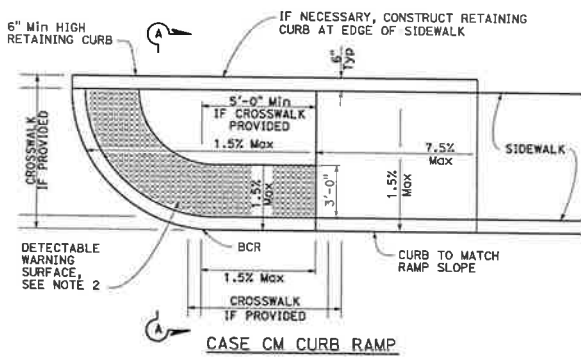 6" Min HIGH
RETAINING CURB
A
IF NECESSARY, CONSTRUCT RETAINING
CURB AT EDGE OF SIDEWALK
6"
Typ
CROSSWALK
IF PROVIDED
5'-0" Min
IF CROSSWALK
PROVIDED
1.5% Max
7.5%
Max
SIDEWALK
1.5%
Max
3'-0"
1.5%
Max
DETECTABLE
WARNING
SURFACE,
SEE NOTE 2
BCR
CURB TO MATCH
RAMP SLOPE
1.5% Max
CROSSWALK
IF PROVIDED
A
CASE CM CURB RAMP